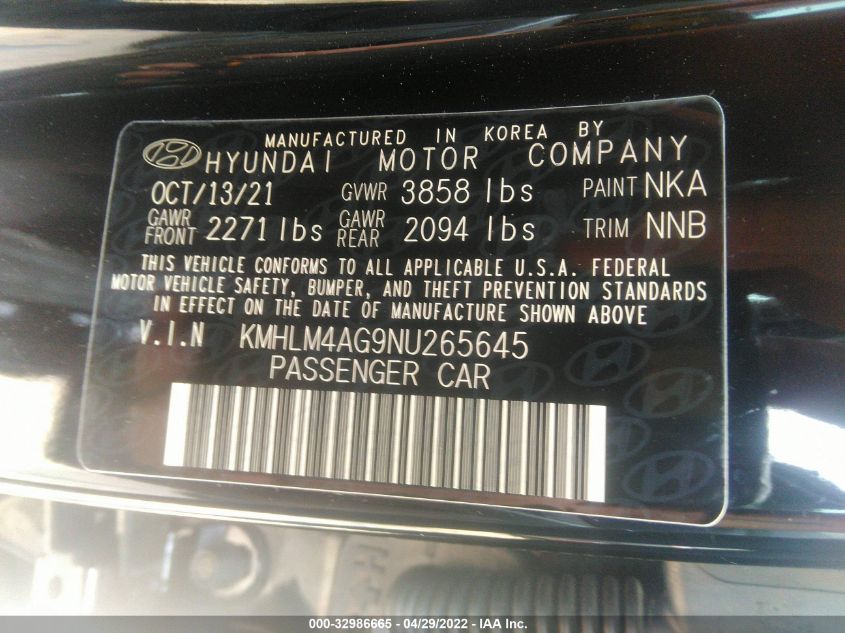 MANUFACTURED IN KOREA BY
HYUNDAI MOTOR COMPANY
OCT/13/21 GVWR 3858 lbs PAINT NKA
GAWR FRONT 2271 lbs GAWR REAR 2094 lbs TRIM NNB
THIS VEHICLE CONFORMS TO ALL APPLICABLE U.S.A. FEDERAL
MOTOR VEHICLE SAFETY, BUMPER, AND THEFT PREVENTION STANDARDS
IN EFFECT ON THE DATE OF MANUFACTURE SHOWN ABOVE
V.I.N KMHLM4AG9NU265645
PASSENGER CAR
000-32986665 - 04/29/2022 - IAA Inc.